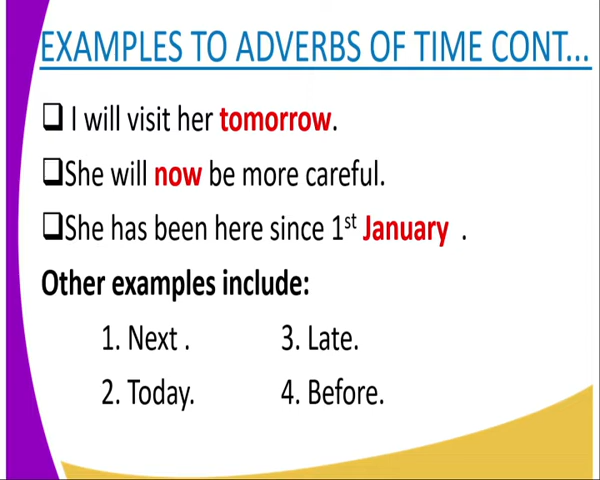 EXAMPLES TO ADVERBS OF TIME CONT...
❑ I will visit her tomorrow.
❑She will now be more careful.
❑She has been here since 1st January .
Other examples include:
1. Next . 3. Late.
2. Today. 4. Before.